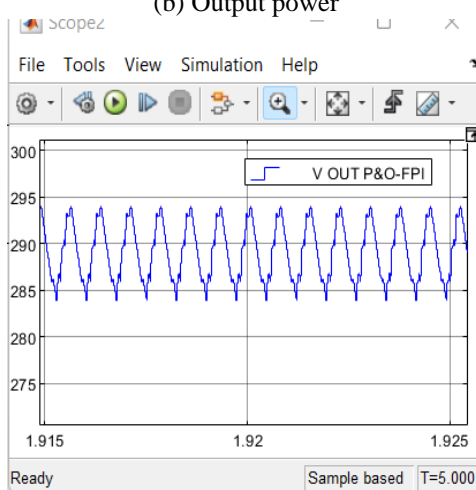 (b) Output power
Scope2
File Tools View Simulation Help
V OUT P&O-FPI
300
295
290
285
280
275
1.915 1.92 1.925
Ready Sample based T=5.000